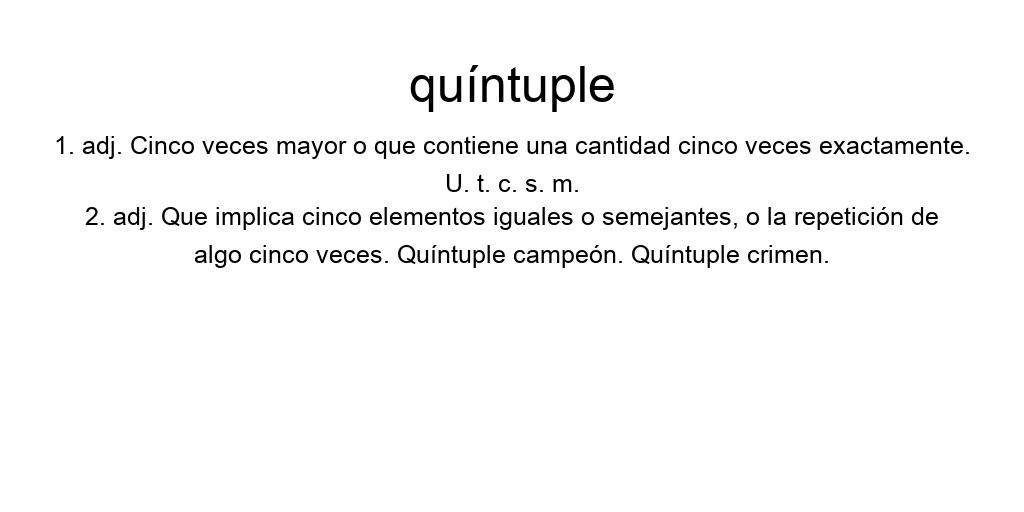 quíntuple
1. adj. Cinco veces mayor o que contiene una cantidad cinco veces exactamente.
U. t. c. s. m.
2. adj. Que implica cinco elementos iguales o semejantes, o la repetición de
algo cinco veces. Quíntuple campeón. Quíntuple crimen.